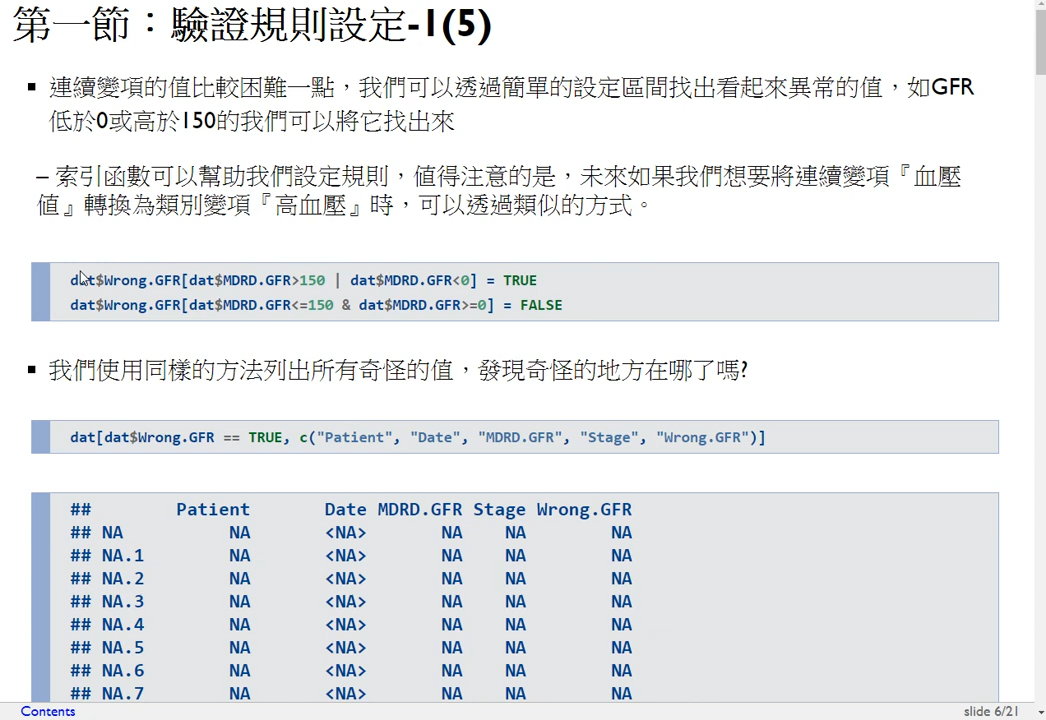 第一節：驗證規則設定-1(5)
連續變項的值比較困難一點，我們可以透過簡單的設定區間找出看起來異常的值，如GFR
低於0或高於150的我們可以將它找出來
– 索引函數可以幫助我們設定規則，值得注意的是，未來如果我們想要將連續變項『血壓
值』轉換為類別變項『高血壓』時，可以透過類似的方式。
dat$Wrong.GFR[dat$MDRD.GFR>150 | dat$MDRD.GFR<0] = TRUE
dat$Wrong.GFR[dat$MDRD.GFR<=150 & dat$MDRD.GFR>=0] = FALSE
我們使用同樣的方法列出所有奇怪的值，發現奇怪的地方在哪了嗎?
dat[dat$Wrong.GFR == TRUE, c("Patient", "Date", "MDRD.GFR", "Stage", "Wrong.GFR")]
## Patient Date MDRD.GFR Stage Wrong.GFR
## NA NA <NA> NA NA NA
## NA.1 NA <NA> NA NA NA
## NA.2 NA <NA> NA NA NA
## NA.3 NA <NA> NA NA NA
## NA.4 NA <NA> NA NA NA
## NA.5 NA <NA> NA NA NA
## NA.6 NA <NA> NA NA NA
## NA.7 NA <NA> NA NA NA
Contents slide 6/21